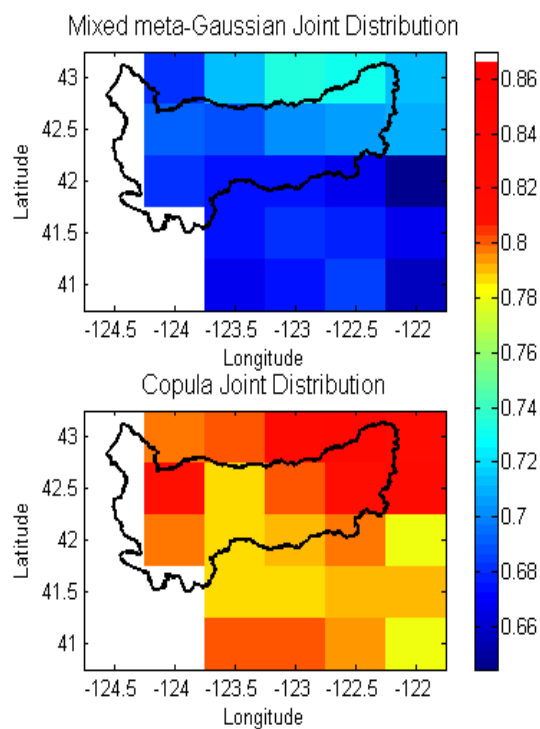 Mixed meta-Gaussian Joint Distribution
43
42.5
42
41.5
41
Latitude
-124.5 -124 -123.5 -123 -122.5 -122
Longitude
Copula Joint Distribution
43
42.5
42
41.5
41
Latitude
-124.5 -124 -123.5 -123 -122.5 -122
Longitude
0.86
0.84
0.82
0.8
0.78
0.76
0.74
0.72
0.7
0.68
0.66